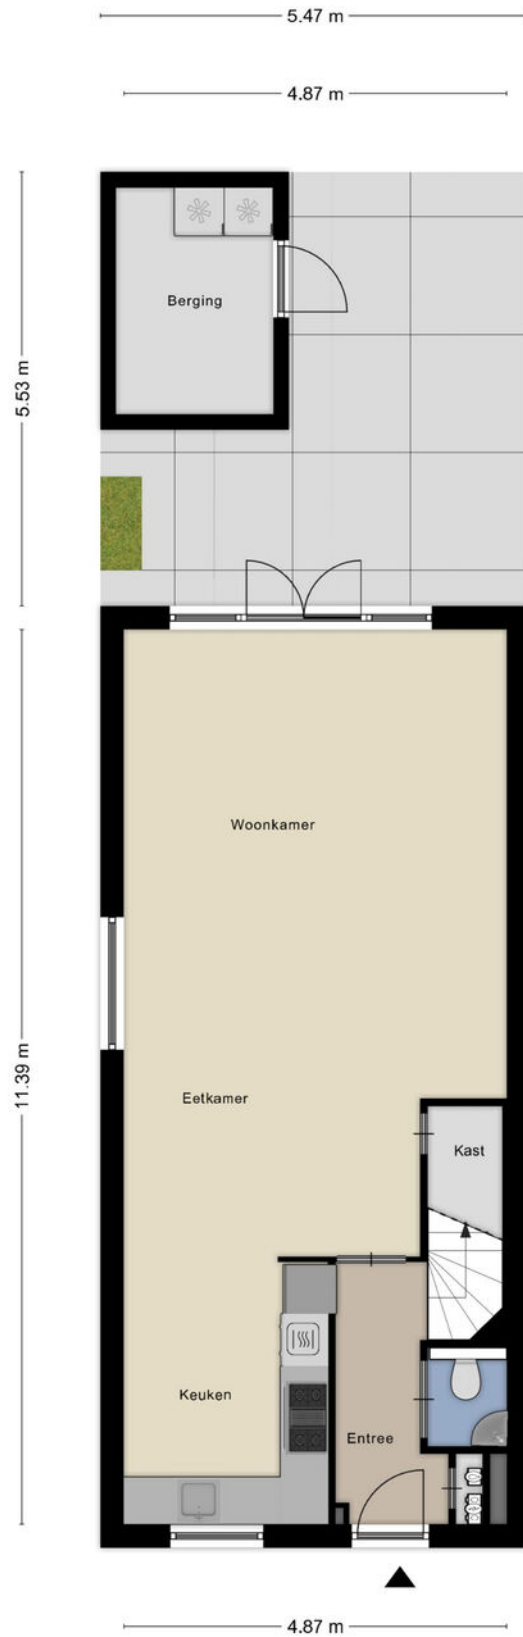 5.47 m
4.87 m
Berging
5.53 m
Woonkamer
11.39 m
Eetkamer
Kast
Keuken
Entree
4.87 m